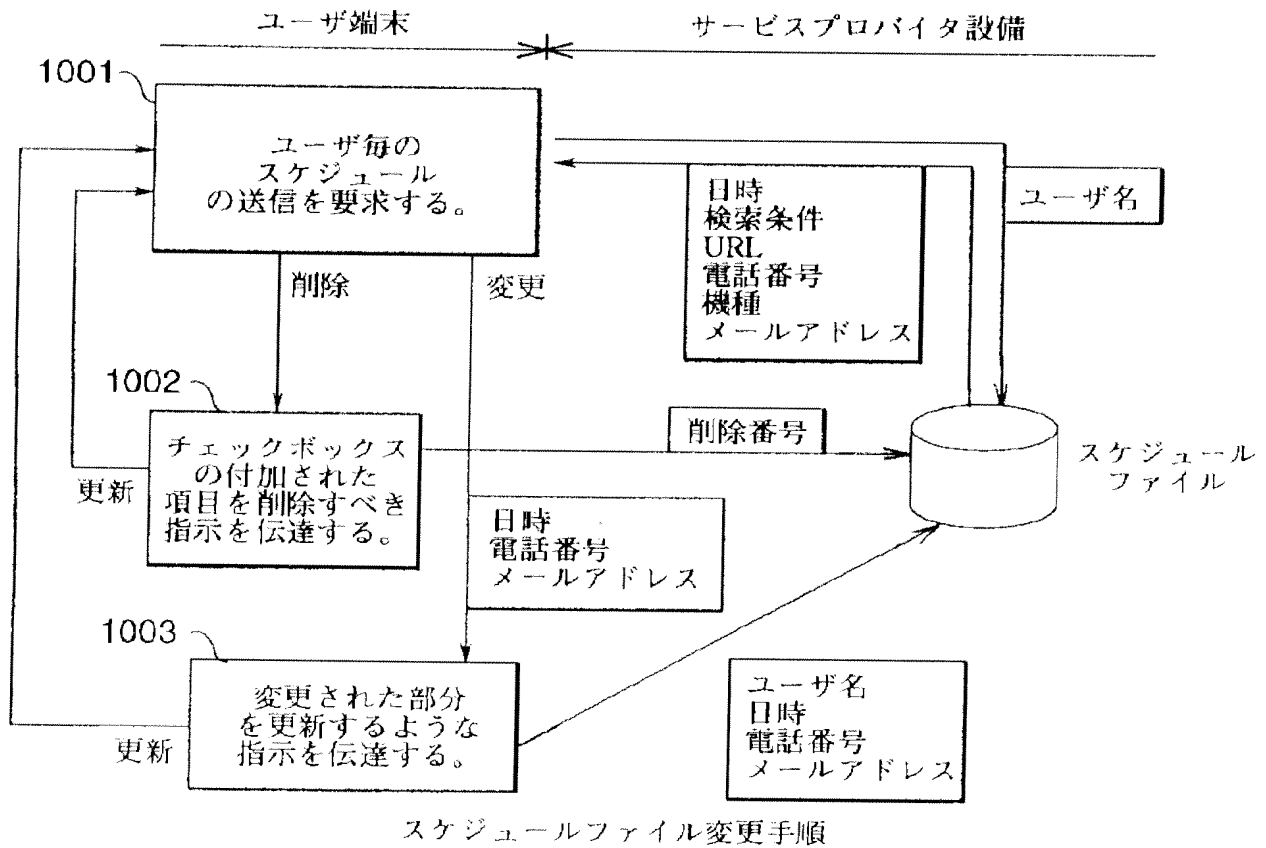 ユーザ端末
サービスプロバイタ設備
1001
ユーザ毎の
スケジュール
の送信を要求する。
日時
検索条件
URL
電話番号
機種
メールアドレス
ユーザ名
削除
変更
1002
チェックボックス
の付加された
項目を削除すべき
指示を伝達する。
更新
削除番号
スケジュール
ファイル
日時
電話番号
メールアドレス
1003
変更された部分
を更新するような
指示を伝達する。
更新
ユーザ名
日時
電話番号
メールアドレス
スケジュールファイル変更手順